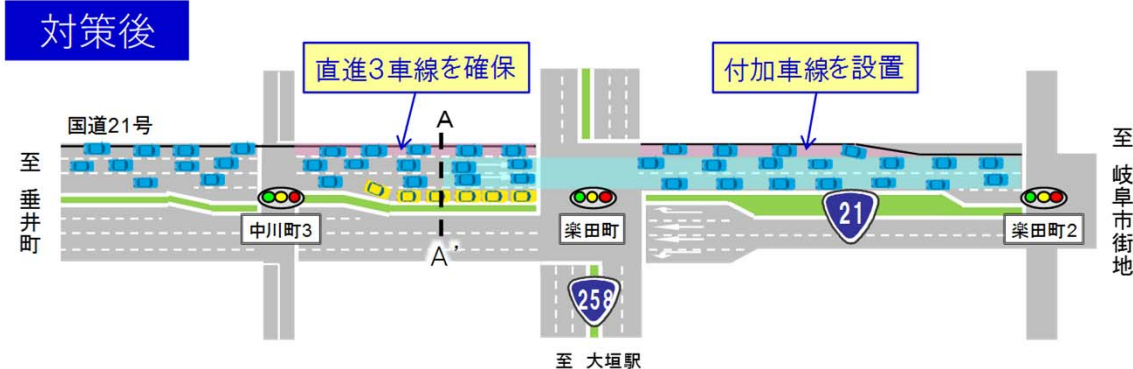 対策後
直進3車線を確保
付加車線を設置
国道21号
A
至 垂井町
至 岐阜市街地
中川町3
楽田町
21
楽田町2
A'
258
至 大垣駅